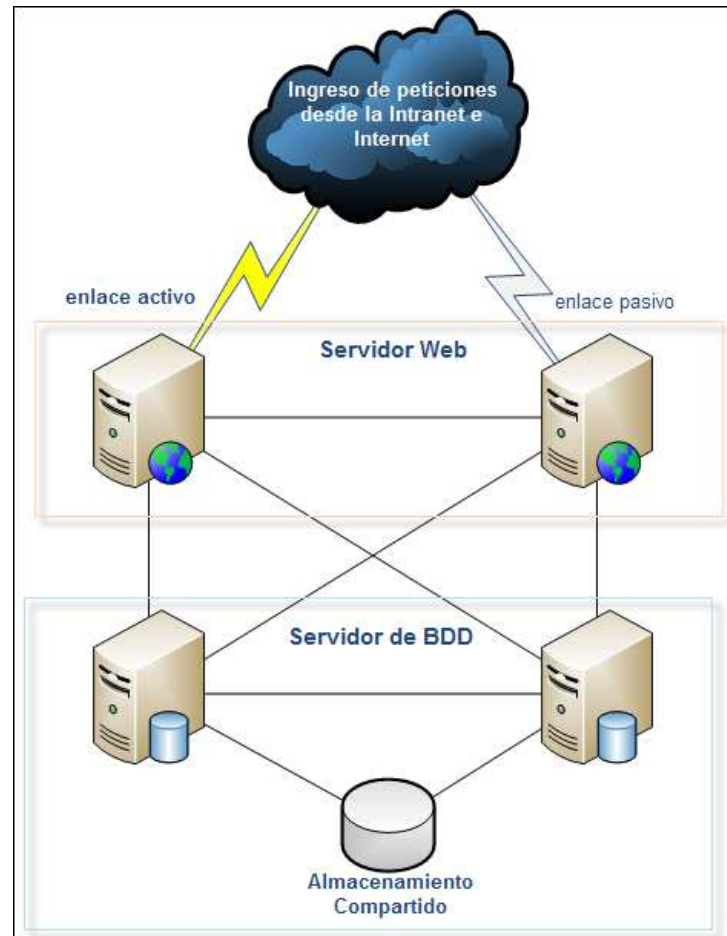 Ingreso de peticiones
desde la Intranet e
Internet
enlace activo
enlace pasivo
Servidor Web
Servidor de BDD
Almacenamiento
Compartido